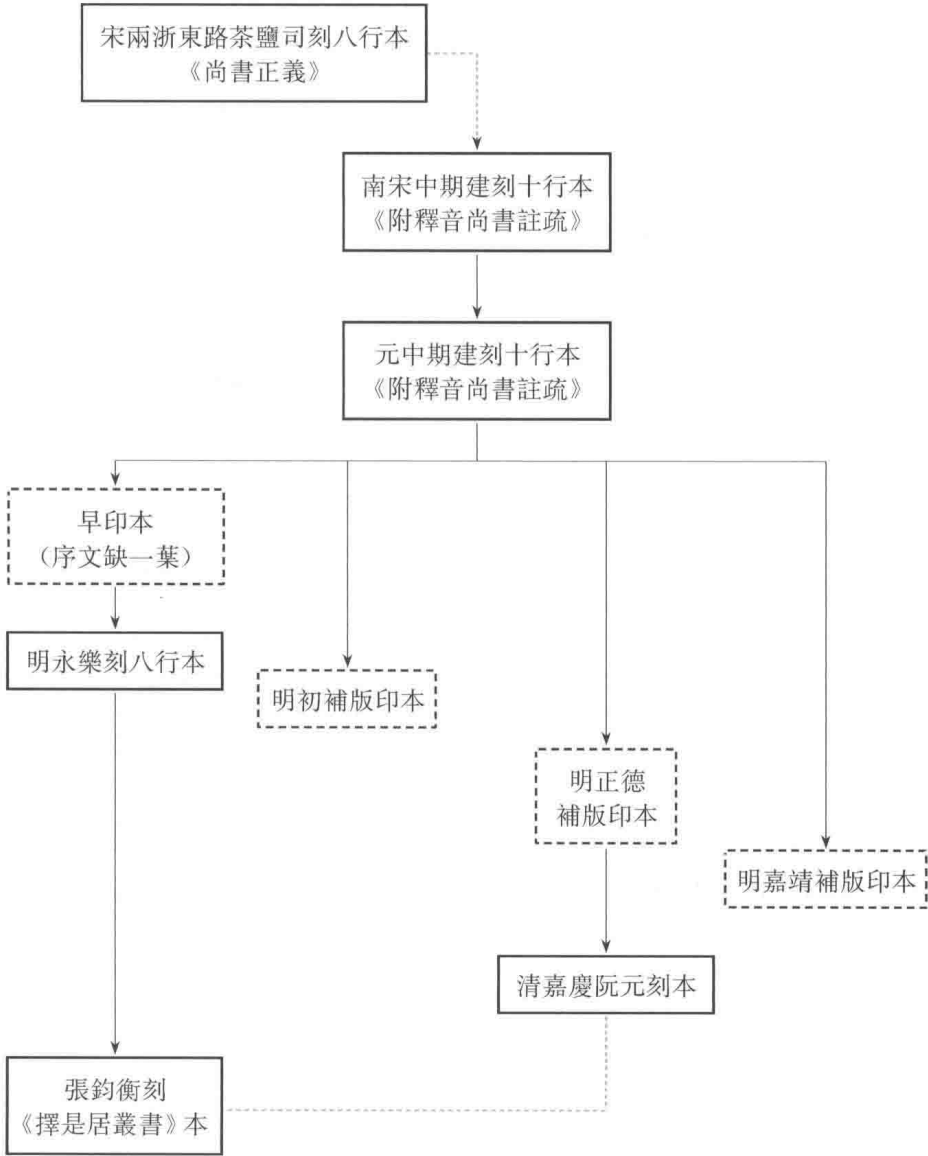 宋兩浙東路茶鹽司刻八行本
《尚書正義》
南宋中期建刻十行本
《附釋音尚書註疏》
元中期建刻十行本
《附釋音尚書註疏》
早印本
（序文缺一葉）
明永樂刻八行本
明初補版印本
明正德
補版印本
明嘉靖補版印本
清嘉慶阮元刻本
張鈞衡刻
《擇是居叢書》本